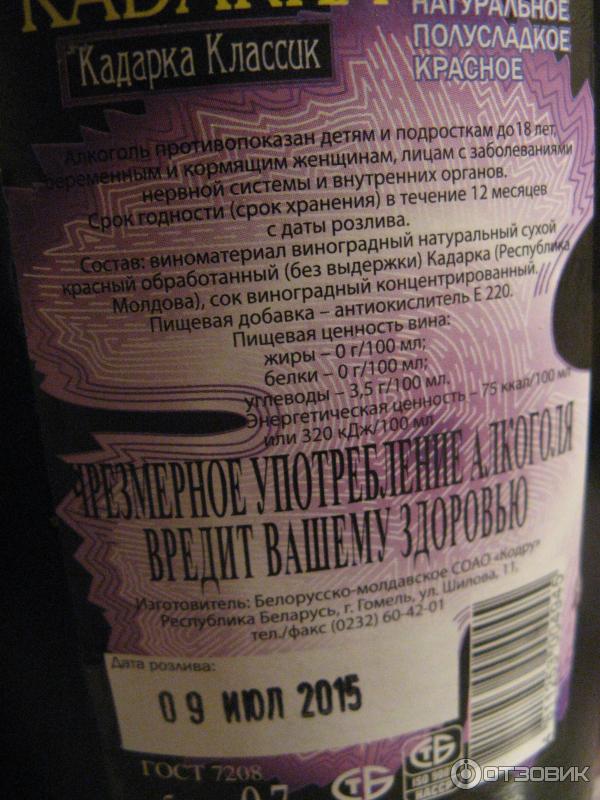 НАТУРАЛЬНОЕ
ПОЛУСЛАДКОЕ
КРАСНОЕ
Кадарка Классик
Алкоголь противопоказан детям и подросткам до 18 лет,
беременным и кормящим женщинам, лицам с заболеваниями
нервной системы и внутренних органов.
Срок годности (срок хранения) в течение 12 месяцев
с даты розлива.
Состав: виноматериал виноградный натуральный сухой
красный обработанный (без выдержки) Кадарка (Республика
Молдова), сок виноградный концентрированный.
Пищевая добавка – антиокислитель Е 220.
Пищевая ценность вина:
жиры – 0 г/100 мл;
белки – 0 г/100 мл;
углеводы – 3,5 г/100 мл.
Энергетическая ценность – 75 ккал/100 мл
или 320 кДж/100 мл
ЧРЕЗМЕРНОЕ УПОТРЕБЛЕНИЕ АЛКОГОЛЯ
ВРЕДИТ ВАШЕМУ ЗДОРОВЬЮ
Изготовитель: Белорусско-молдавское СОАО «Кодру»
Республика Беларусь, г. Гомель, ул. Шилова, 11,
тел./факс (0232) 60-42-01
Дата розлива:
09 ИЮЛ 2015
ГОСТ 7208
0,7
СТБ
СТБ
ISO
ОТЗОВИК